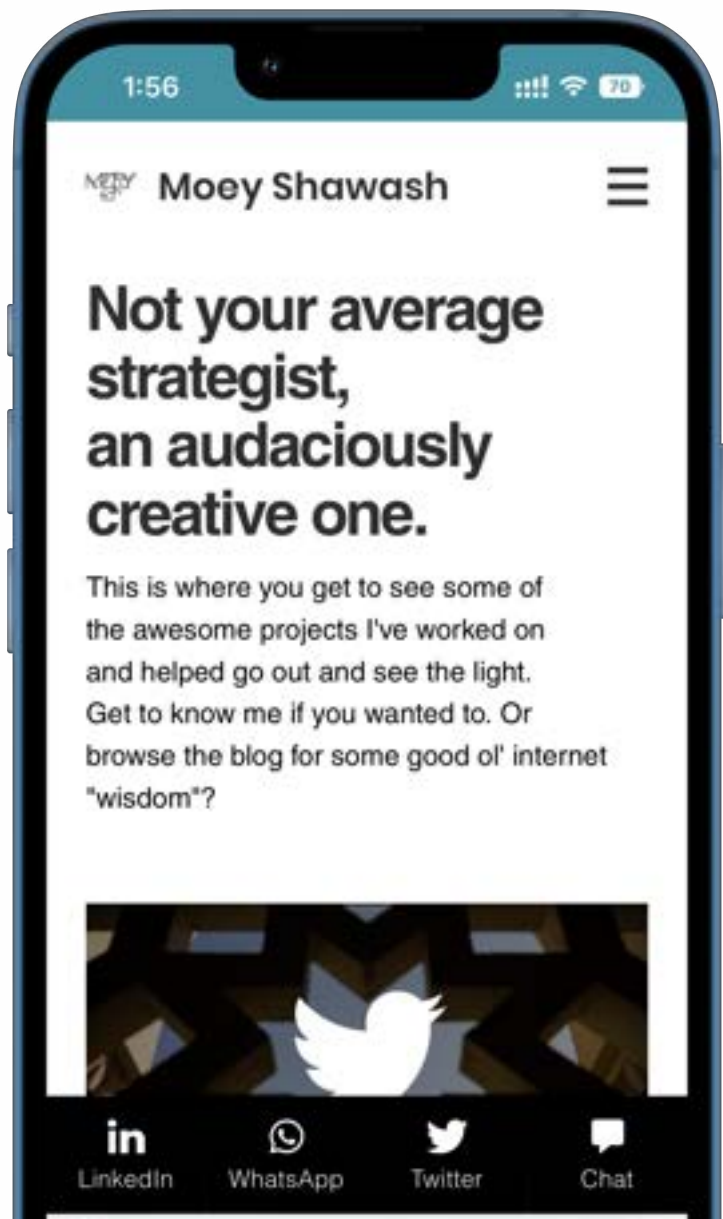 1:56
70
MOEY
Moey Shawash
Not your average
strategist,
an audaciously
creative one.
This is where you get to see some of
the awesome projects I've worked on
and helped go out and see the light.
Get to know me if you wanted to. Or
browse the blog for some good ol' internet
"wisdom"?
LinkedIn
WhatsApp
Twitter
Chat